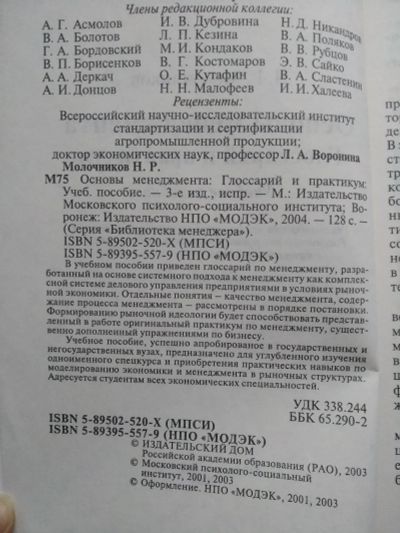 Члены редакционной коллегии:
А. Г. Асмолов И. В. Дубровина Н. Д. Никандров
В. А. Болотов Л. П. Кезина В. А. Поляков
Г. А. Бордовский М. И. Кондаков В. В. Рубцов
В. П. Борисенков В. Г. Костомаров Э. В. Сайко
А. А. Деркач О. Е. Кутафин В. А. Сластенин
А. И. Донцов Н. Н. Малофеев И. И. Халеева
Рецензенты:
Всероссийский научно-исследовательский институт
стандартизации и сертификации
агропромышленной продукции;
доктор экономических наук, профессор Л. А. Воронина
Молочников Н. Р.
М75 Основы менеджмента: Глоссарий и практикум:
Учеб. пособие. — 3-е изд., испр. — М.: Издательство
Московского психолого-социального института; Во-
ронеж: Издательство НПО «МОДЭК», 2004. — 128 с. —
(Серия «Библиотека менеджера»).
ISBN 5-89502-520-X (МПСИ)
ISBN 5-89395-557-9 (НПО «МОДЭК»)
В учебном пособии приведен глоссарий по менеджменту, разра-
ботанный на основе системного подхода к менеджменту как комплекс-
ной системе делового управления предприятиями в условиях рыноч-
ной экономики. Отдельные понятия — качество менеджмента, содер-
жание процесса менеджмента — рассмотрены в порядке постановки.
Формированию рыночной идеологии будет способствовать представ-
ленный в работе оригинальный практикум по менеджменту, сущест-
венно дополненный упражнениями по бизнесу.
Учебное пособие, успешно апробированное в государственных и
негосударственных вузах, предназначено для углубленного изучения
одноименного спецкурса и приобретения практических навыков по
моделированию экономики и менеджмента в рыночных структурах.
Адресуется студентам всех экономических специальностей.
УДК 338.244
ББК 65.290-2
ISBN 5-89502-520-X (МПСИ)
ISBN 5-89395-557-9 (НПО «МОДЭК»)
© ИЗДАТЕЛЬСКИЙ ДОМ
Российской академии образования (РАО), 2003
© Московский психолого-социальный
институт, 2001, 2003
© Оформление. НПО «МОДЭК», 2001, 2003